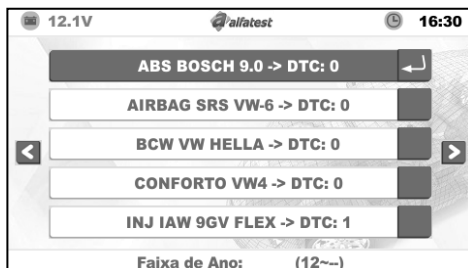 12.1V alfatest 16:30
ABS BOSCH 9.0 -> DTC: 0
AIRBAG SRS VW-6 -> DTC: 0
BCW VW HELLA -> DTC: 0
CONFORTO VW4 -> DTC: 0
INJ IAW 9GV FLEX -> DTC: 1
Faixa de Ano: (12~--)